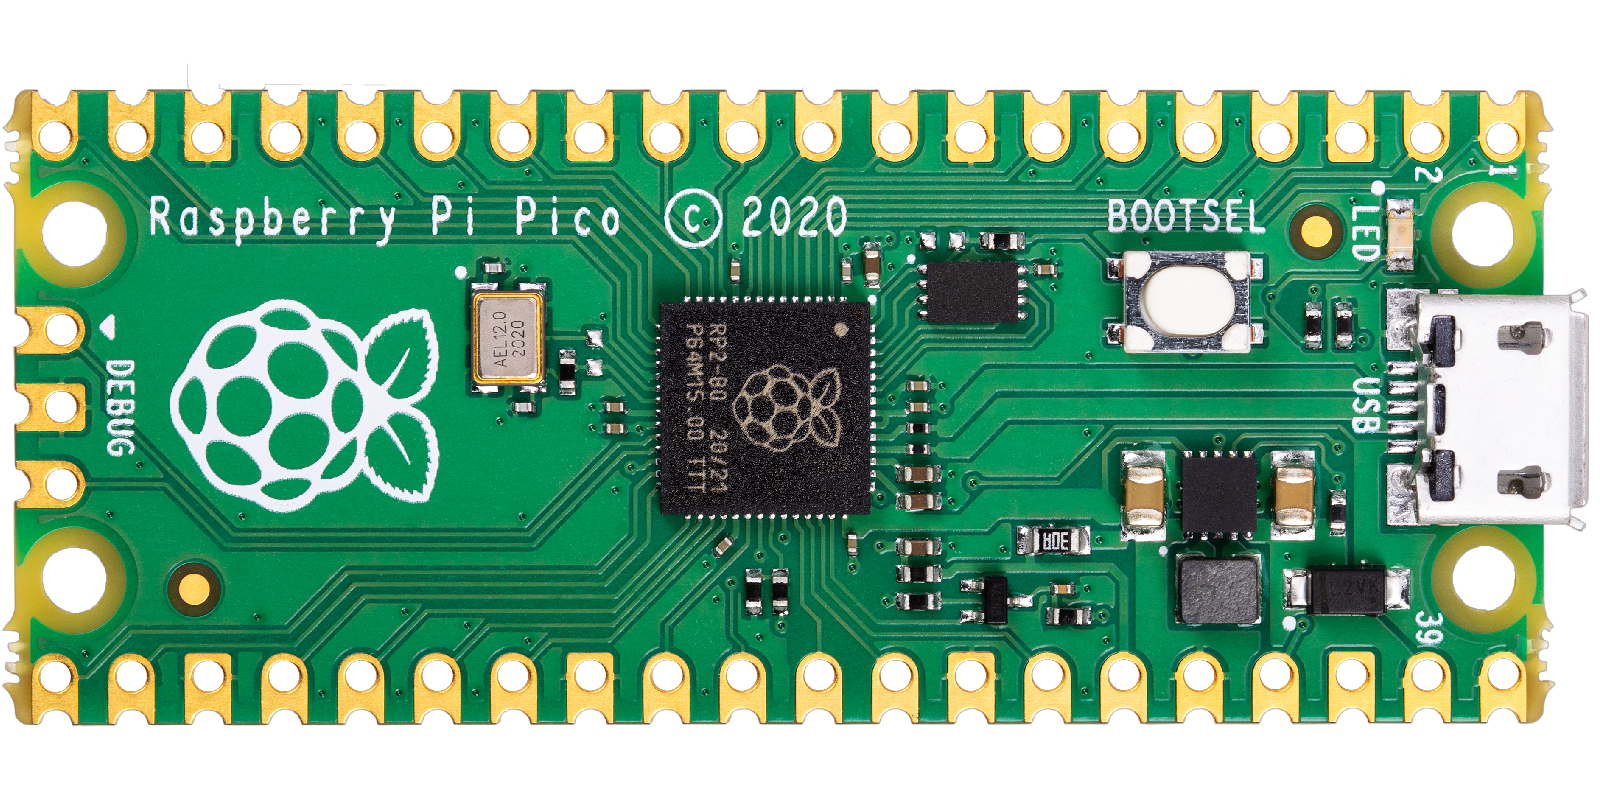 Raspberry Pi Pico © 2020
BOOTSEL
LED
1
2
USB
39
DEBUG
AEL12.0
2020
RP2-B0 20/21
P64M15.00 TTT